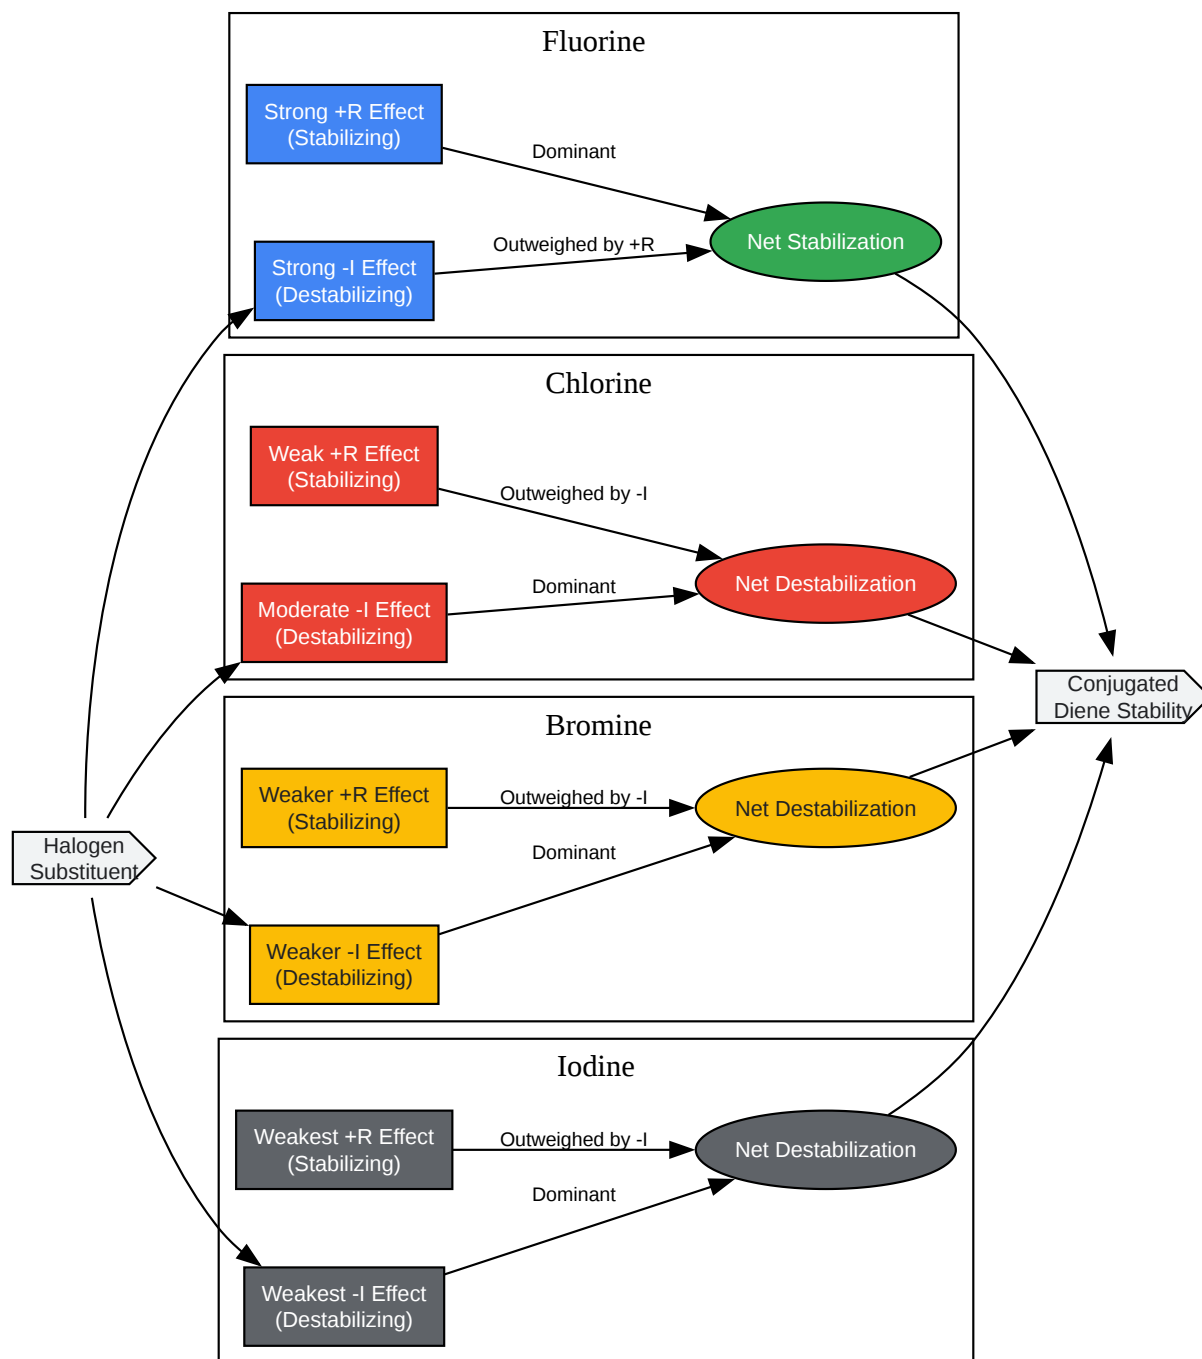 Fluorine
Strong +R Effect
(Stabilizing)
Dominant
Strong -I Effect
(Destabilizing)
Outweighed by +R
Net Stabilization
Chlorine
Weak +R Effect
(Stabilizing)
Outweighed by -I
Moderate -I Effect
(Destabilizing)
Dominant
Net Destabilization
Conjugated
Diene Stability
Bromine
Weaker +R Effect
(Stabilizing)
Outweighed by -I
Net Destabilization
Dominant
Halogen
Substituent
Weaker -I Effect
(Destabilizing)
Iodine
Weakest +R Effect
(Stabilizing)
Outweighed by -I
Net Destabilization
Dominant
Weakest -I Effect
(Destabilizing)